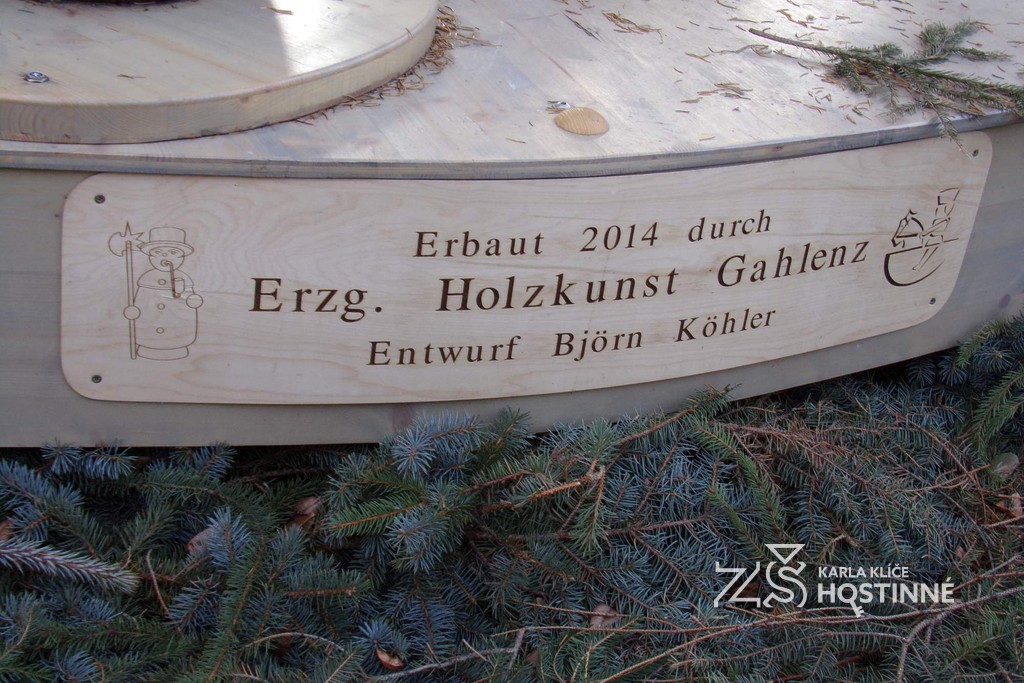 Erbaut 2014 durch
Erzg. Holzkunst Gahlenz
Entwurf Björn Köhler
ZŠ KARLA KLÍČE
HOSTINNÉ